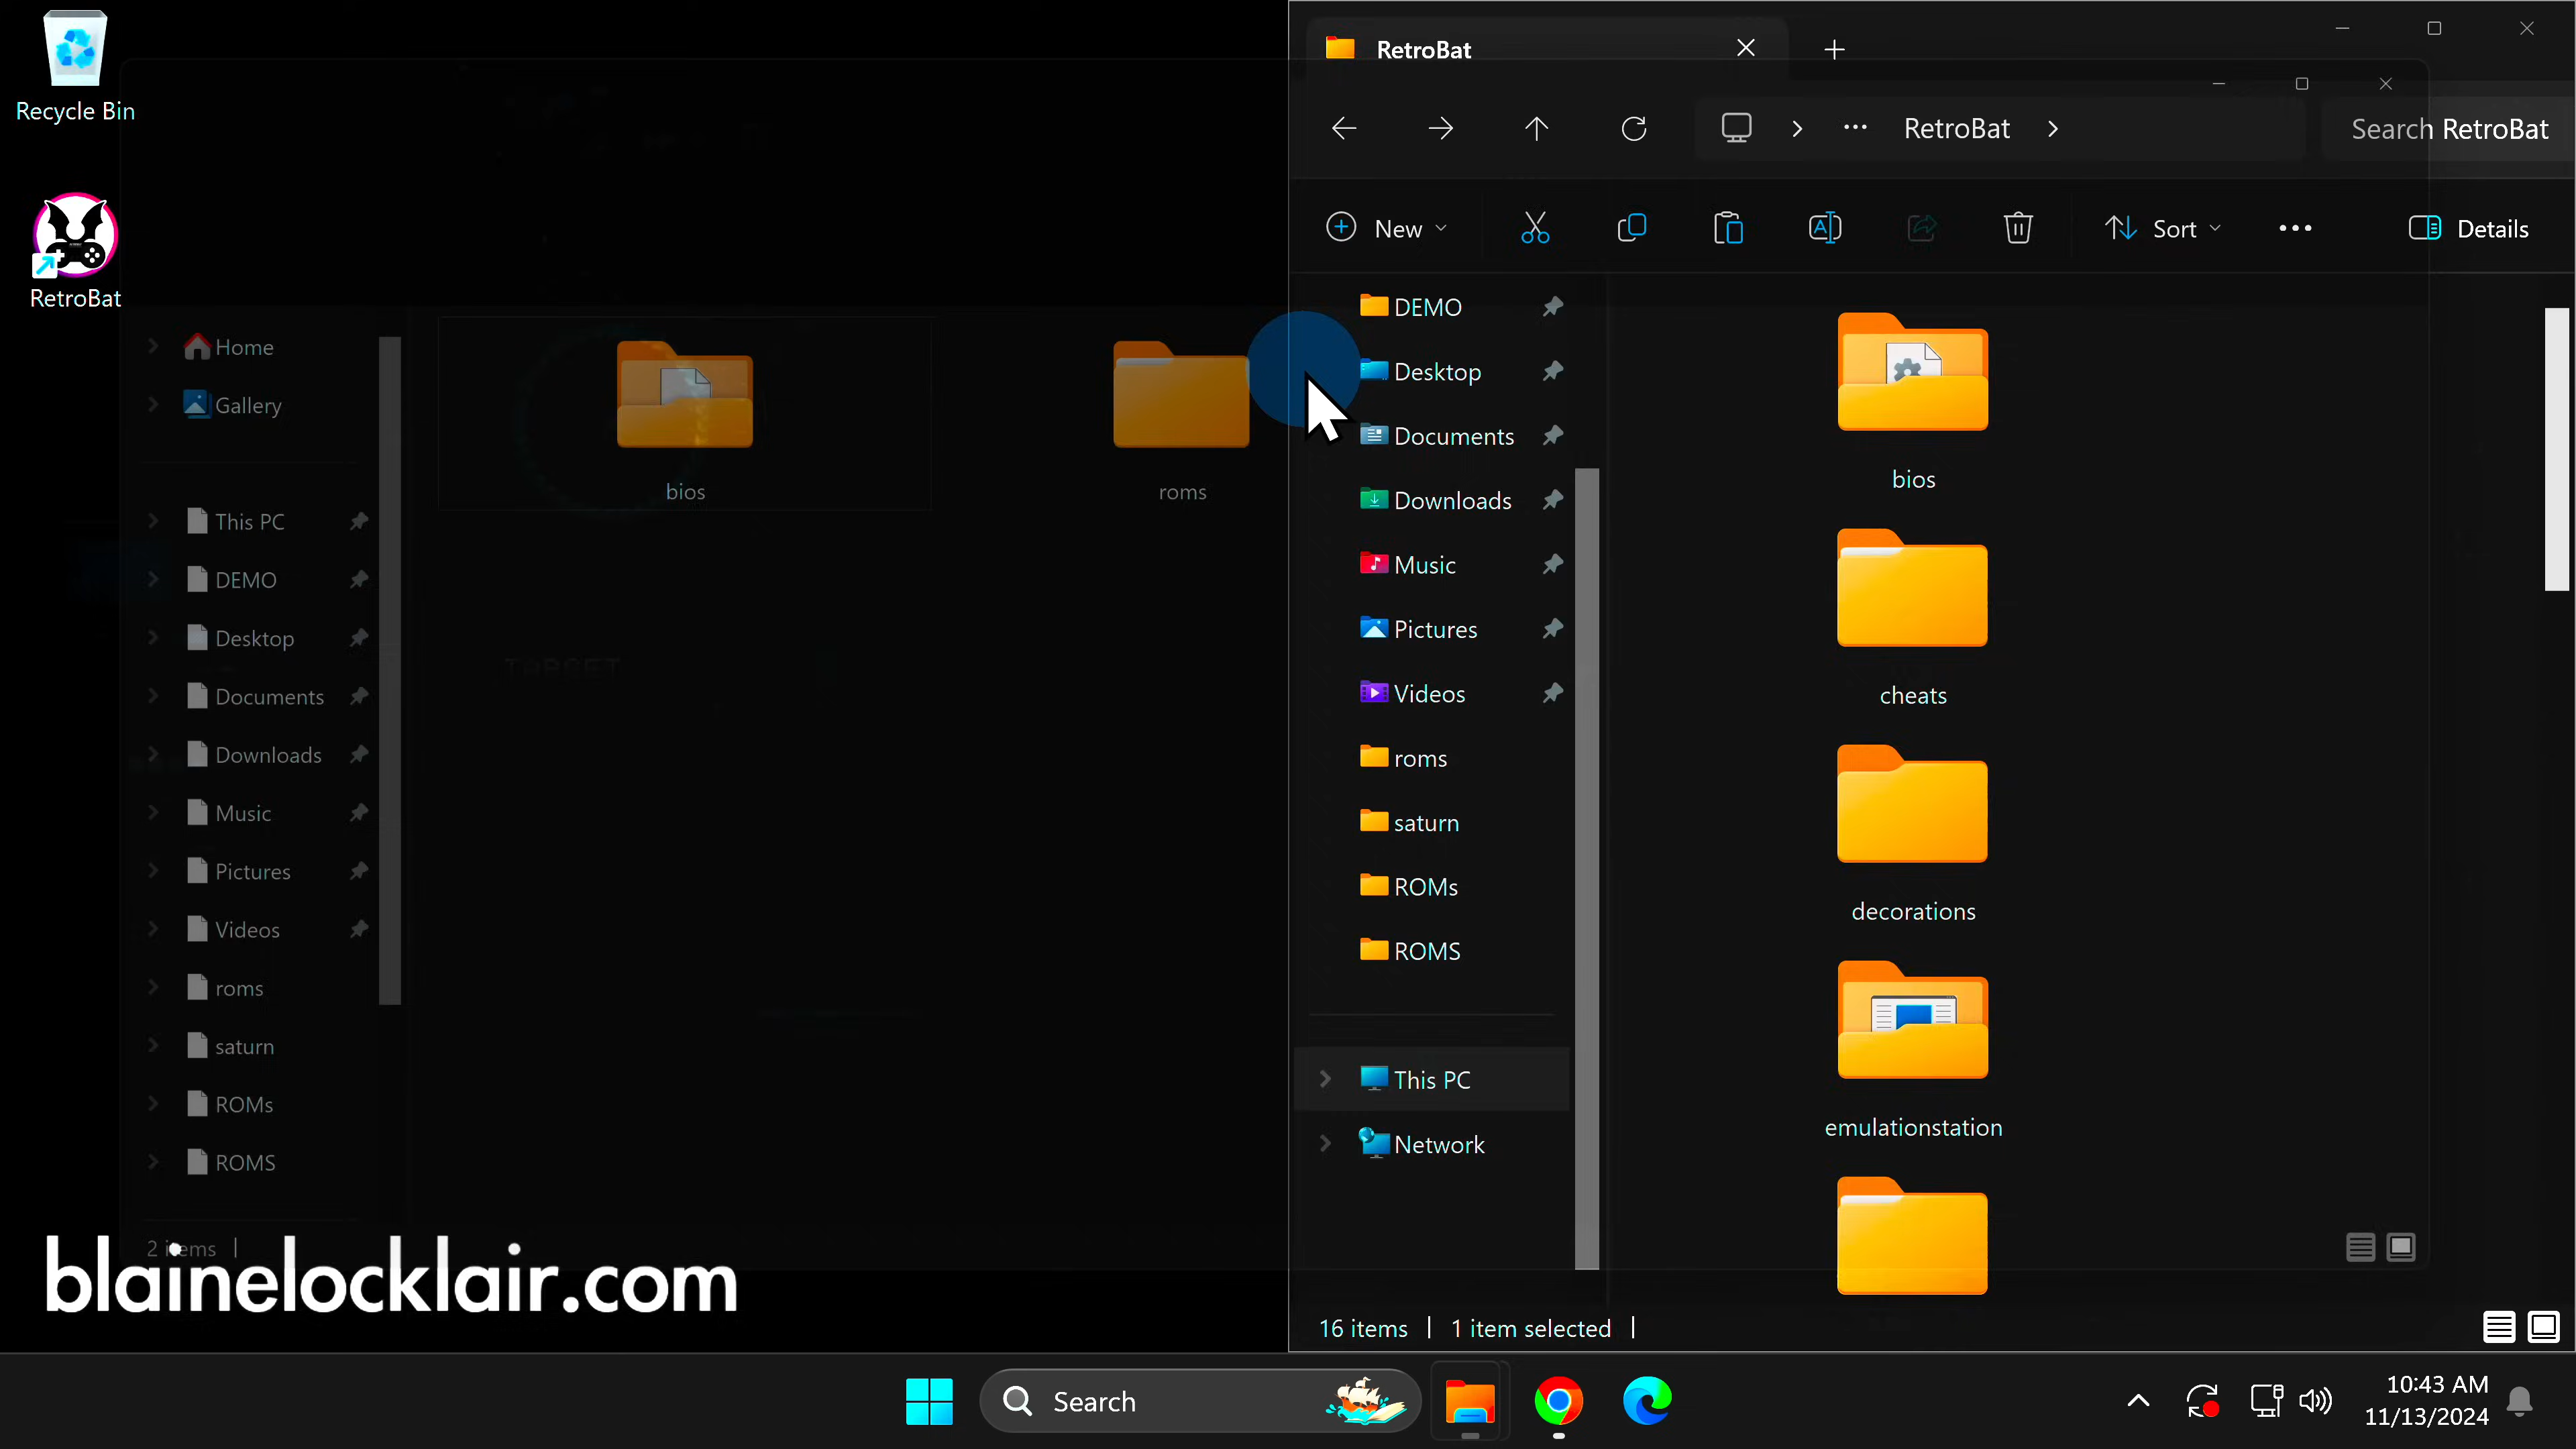 Recycle Bin
RetroBat
Home
Gallery
This PC
DEMO
Desktop
Documents
Downloads
Music
Pictures
Videos
roms
saturn
ROMs
ROMS
2 items
bios
roms
TARGET
blainelocklair.com
RetroBat
RetroBat
Search RetroBat
New
Sort
Details
DEMO
Desktop
Documents
Downloads
Music
Pictures
Videos
roms
saturn
ROMs
ROMS
This PC
Network
bios
cheats
decorations
emulationstation
16 items
1 item selected
Search
10:43 AM
11/13/2024